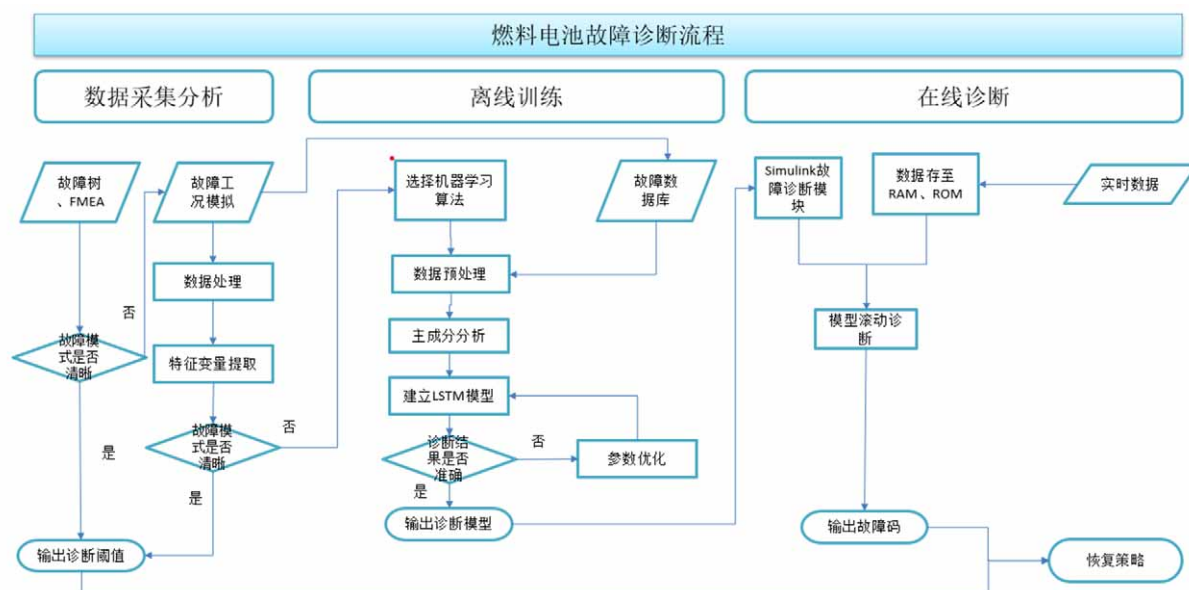 燃料电池故障诊断流程
数据采集分析
离线训练
在线诊断
故障树
、FMEA
故障工
况模拟
选择机器学习
算法
故障数
据库
Simulink故
障诊断模
块
数据存至
RAM、ROM
实时数据
数据处理
数据预处理
否
故障模
式是否
清晰
特征变量提取
主成分分析
模型滚动诊
断
建立LSTM模型
故障模
式是否
清晰
否
诊断结
果是否
准确
否
参数优化
是
是
是
输出诊断模型
输出故障码
输出诊断阈值
恢复策略